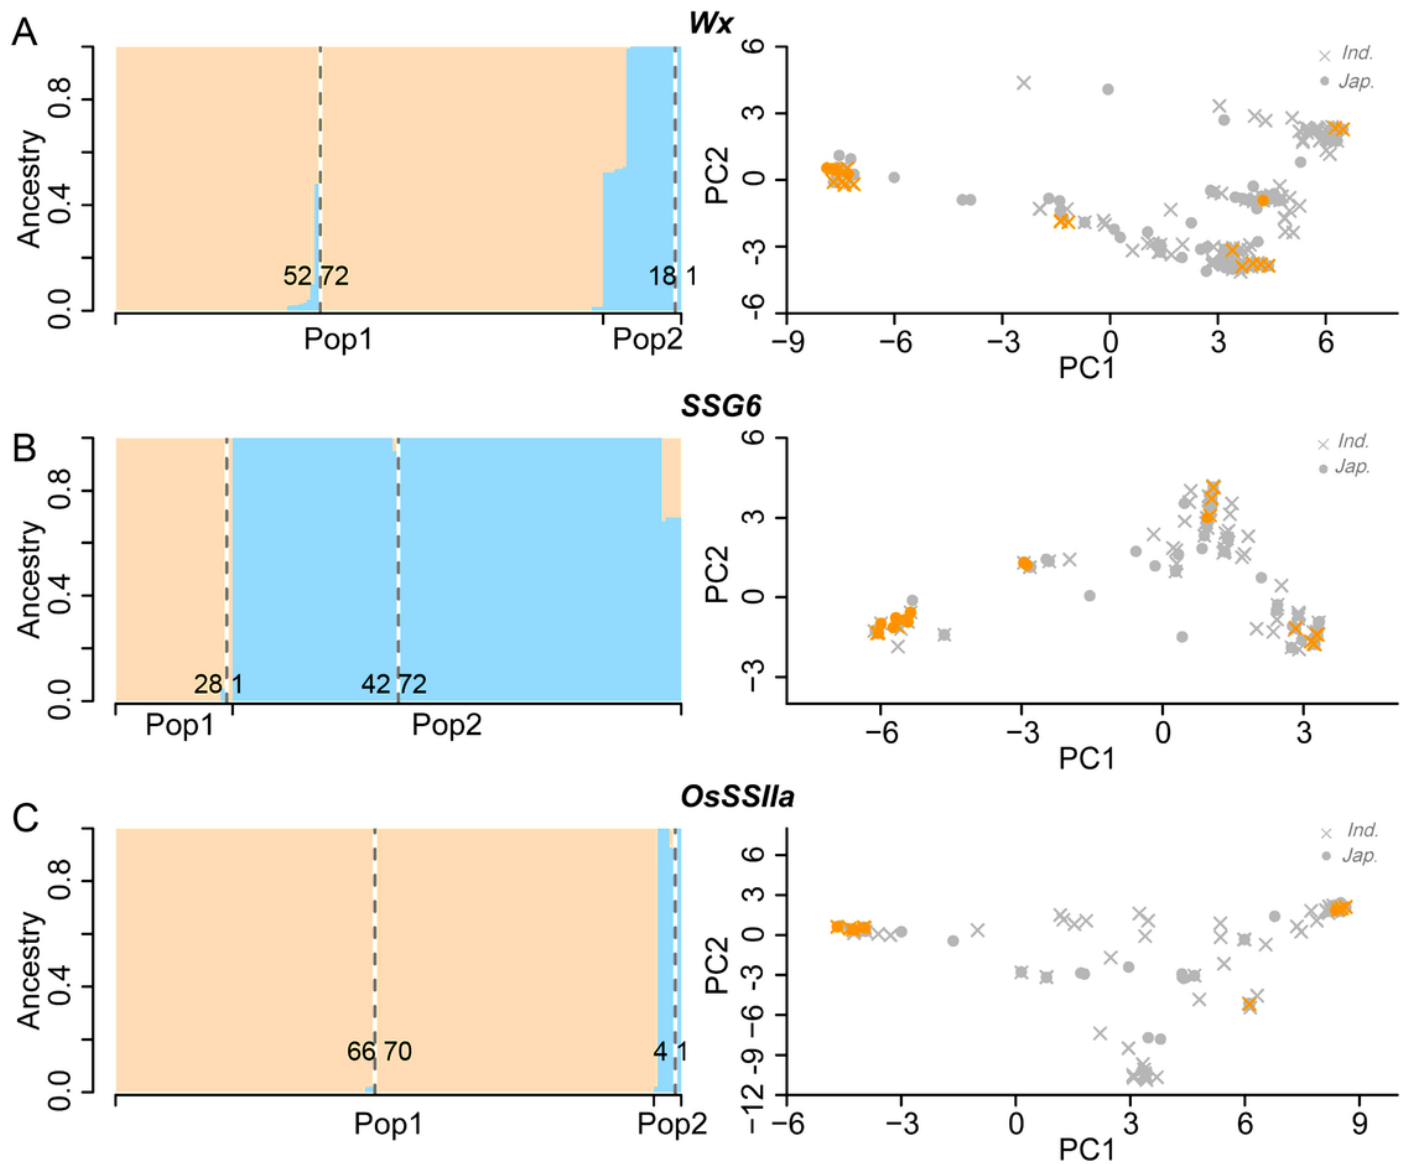 A
Wx
Ancestry
0.8
0.4
0.0
52 72
18 1
Pop1
Pop2
PC2
6
3
0
−3
−6
Ind.
Jap.
−9
−6
−3
0
3
6
PC1
B
SSG6
Ancestry
0.8
0.4
0.0
28 1
42 72
Pop1
Pop2
PC2
6
3
0
−3
Ind.
Jap.
−6
−3
0
3
PC1
C
OsSSIIa
Ancestry
0.8
0.4
0.0
66 70
4 1
Pop1
Pop2
PC2
6
3
0
−3
−6
−9
−12
Ind.
Jap.
−6
−3
0
3
6
9
PC1